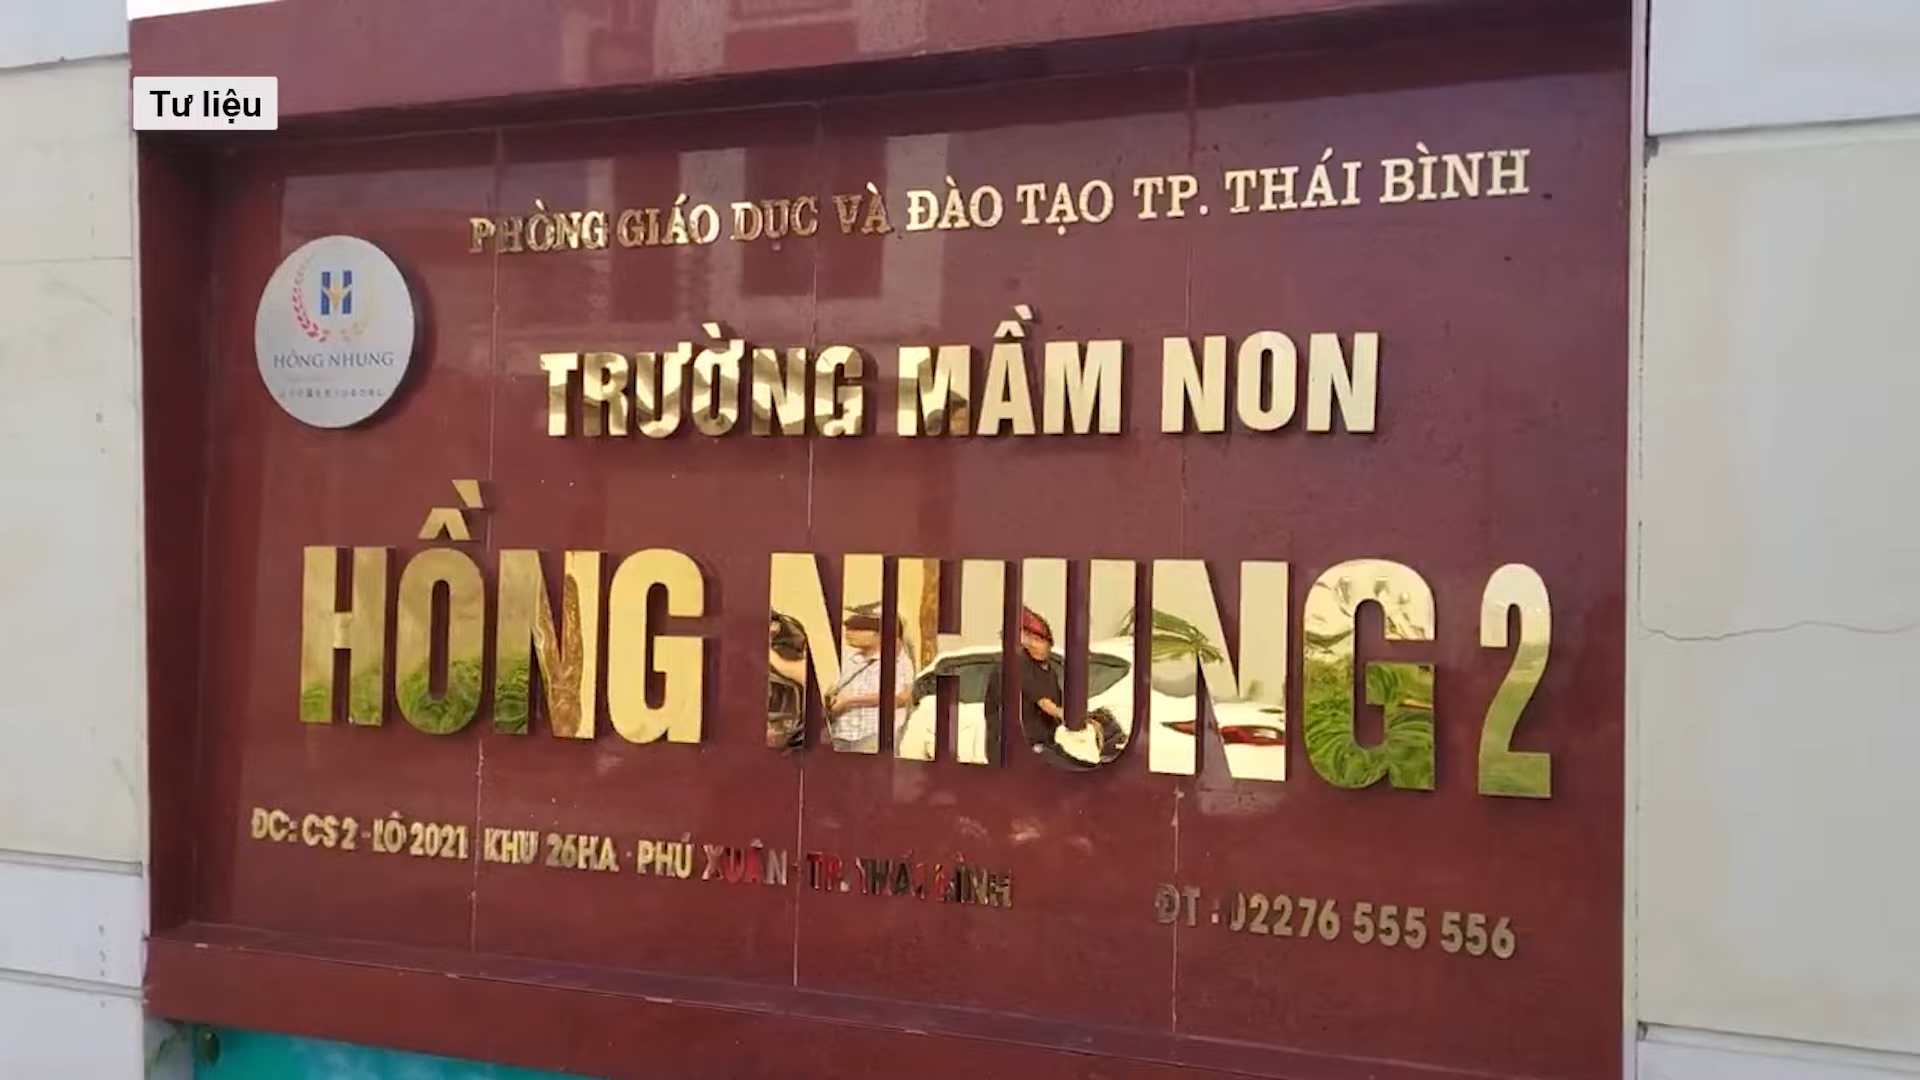 Tư liệu
PHÒNG GIÁO DỤC VÀ ĐÀO TẠO TP. THÁI BÌNH
H
HỒNG NHUNG
TRƯỜNG MẦM NON
HỒNG NHUNG 2
ĐC: CS 2 - LÔ 2021 KHU 26HA - PHÚ XUÂN - TP. THÁI BÌNH
ĐT : 02276 555 556